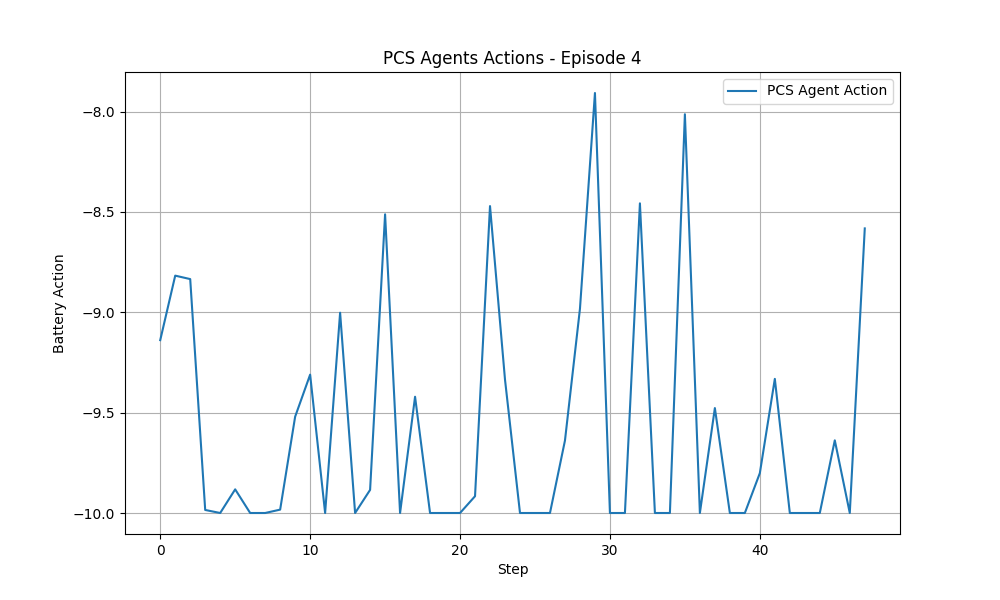 PCS Agents Actions - Episode 4
PCS Agent Action
−8.0
−8.5
−9.0
−9.5
−10.0
Battery Action
0 10 20 30 40
Step